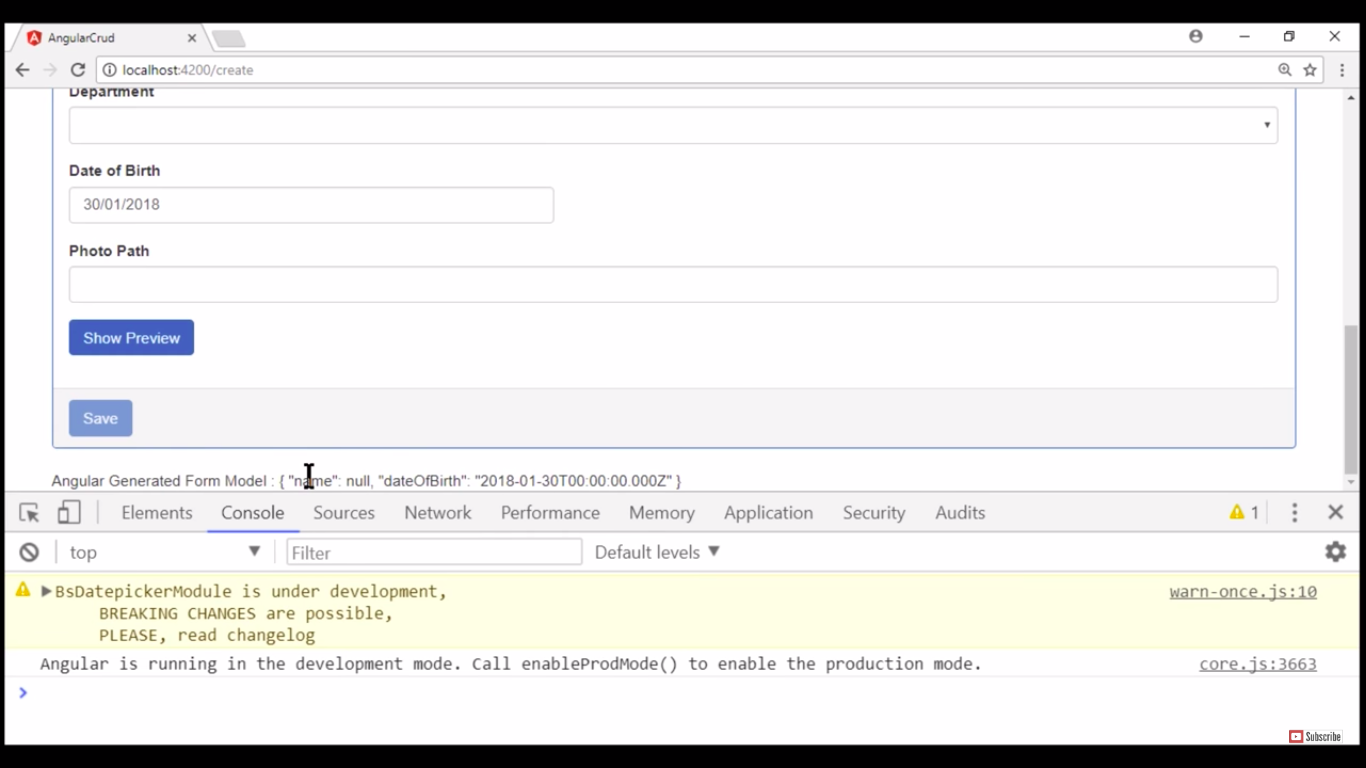 AngularCrud
localhost:4200/create
Department
Date of Birth
30/01/2018
Photo Path
Show Preview
Save
Angular Generated Form Model : { "name": null, "dateOfBirth": "2018-01-30T00:00:00.000Z" }
Elements Console Sources Network Performance Memory Application Security Audits 1
top Filter Default levels
BsDatepickerModule is under development, warn-once.js:10
BREAKING CHANGES are possible,
PLEASE, read changelog
Angular is running in the development mode. Call enableProdMode() to enable the production mode. core.js:3663
Subscribe